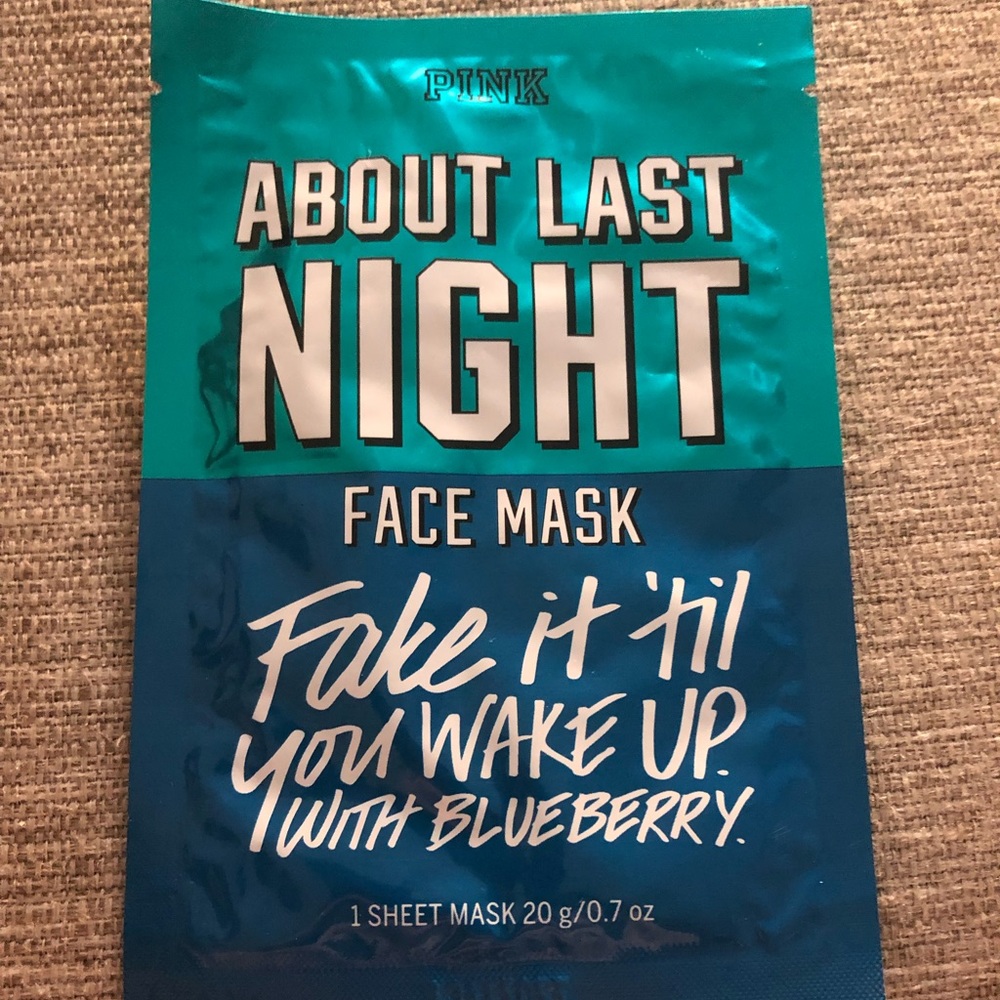 PINK
ABOUT LAST
NIGHT
FACE MASK
Fake it 'til
you WAKE UP.
WITH BLUEBERRY.
1 SHEET MASK 20 g/0.7 oz